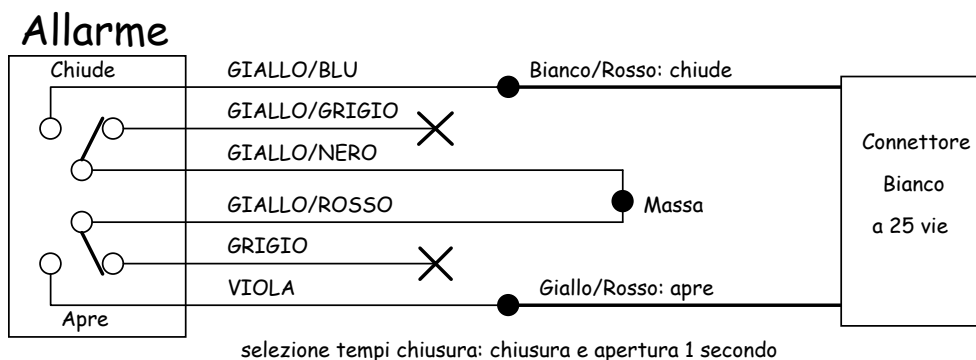 Allarme
Chiude
GIALLO/BLU
Bianco/Rosso: chiude
GIALLO/GRIGIO
GIALLO/NERO
Connettore
Bianco
a 25 vie
GIALLO/ROSSO
Massa
GRIGIO
VIOLA
Giallo/Rosso: apre
Apre
selezione tempi chiusura: chiusura e apertura 1 secondo